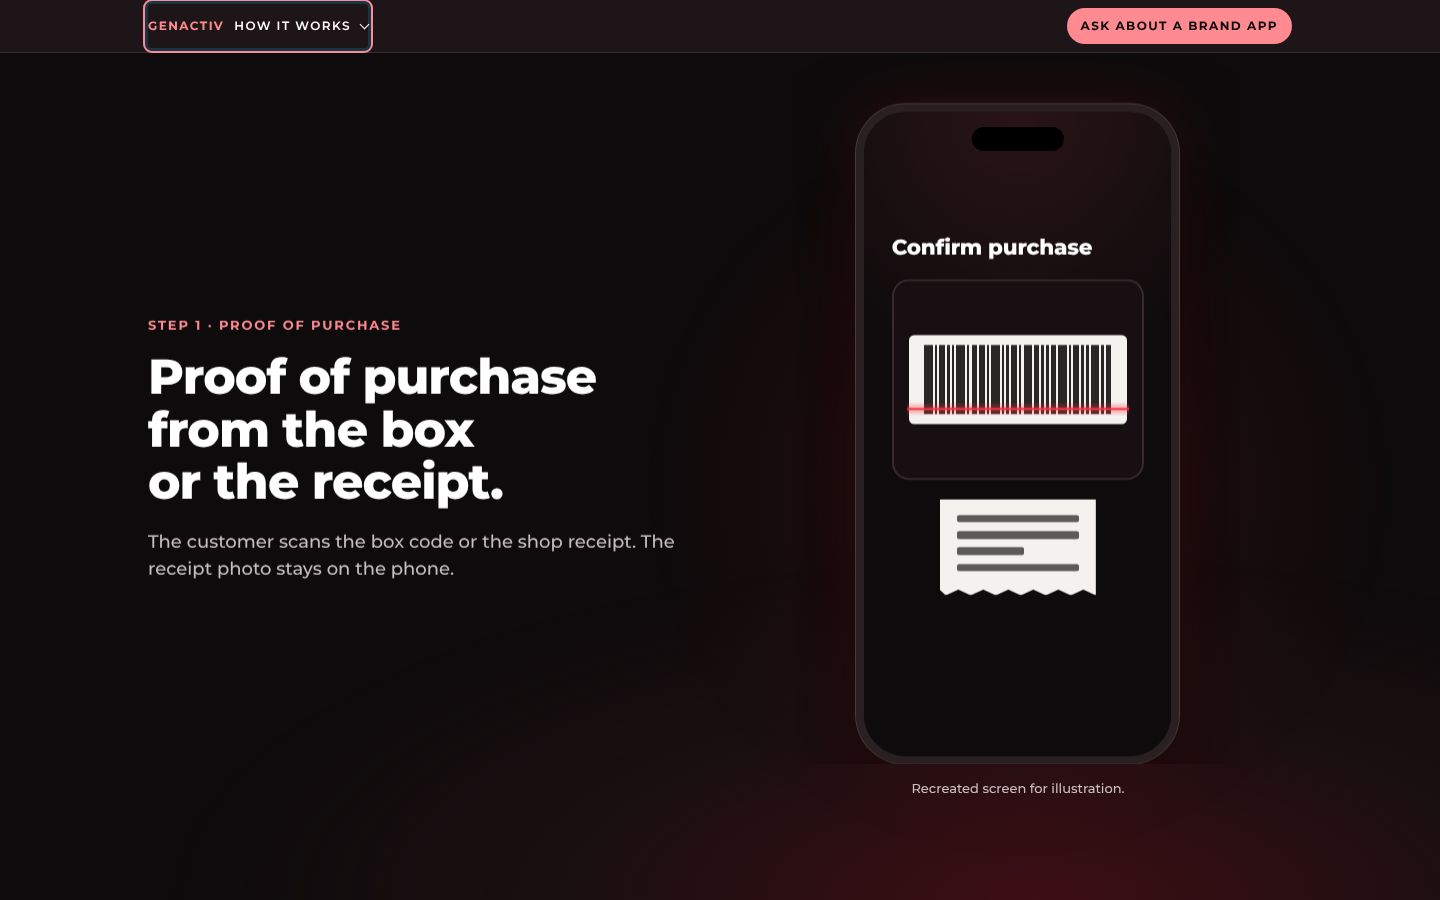 GENACTIV HOW IT WORKS
ASK ABOUT A BRAND APP
STEP 1 · PROOF OF PURCHASE
Proof of purchase
from the box
or the receipt.
The customer scans the box code or the shop receipt. The
receipt photo stays on the phone.
Confirm purchase
Recreated screen for illustration.